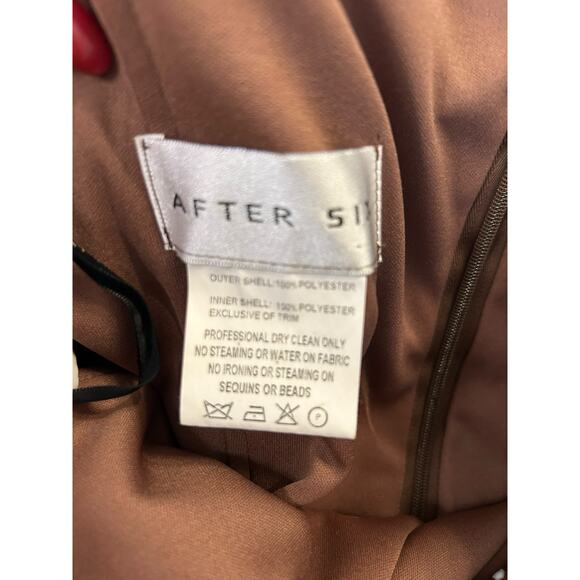 AFTER SIX
OUTER SHELL:100% POLYESTER
INNER SHELL: 100% POLYESTER
EXCLUSIVE OF TRIM
PROFESSIONAL DRY CLEAN ONLY
NO STEAMING OR WATER ON FABRIC
NO IRONING OR STEAMING ON
SEQUINS OR BEADS
P